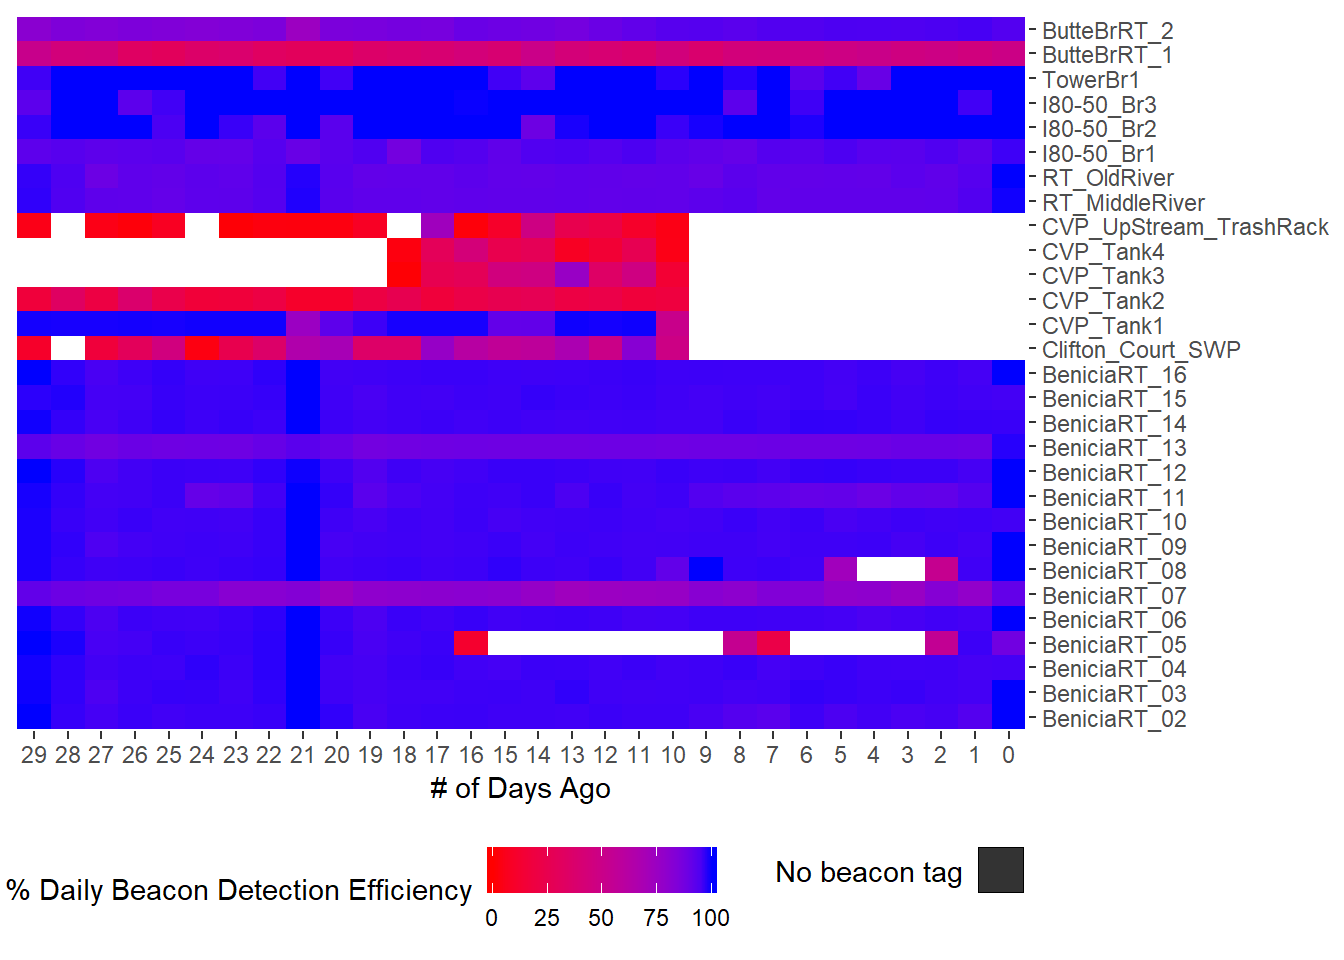 ButteBrRT_2
ButteBrRT_1
TowerBr1
I80-50_Br3
I80-50_Br2
I80-50_Br1
RT_OldRiver
RT_MiddleRiver
CVP_UpStream_TrashRack
CVP_Tank4
CVP_Tank3
CVP_Tank2
CVP_Tank1
Clifton_Court_SWP
BeniciaRT_16
BeniciaRT_15
BeniciaRT_14
BeniciaRT_13
BeniciaRT_12
BeniciaRT_11
BeniciaRT_10
BeniciaRT_09
BeniciaRT_08
BeniciaRT_07
BeniciaRT_06
BeniciaRT_05
BeniciaRT_04
BeniciaRT_03
BeniciaRT_02
29 28 27 26 25 24 23 22 21 20 19 18 17 16 15 14 13 12 11 10 9 8 7 6 5 4 3 2 1 0
# of Days Ago
% Daily Beacon Detection Efficiency
0 25 50 75 100
No beacon tag